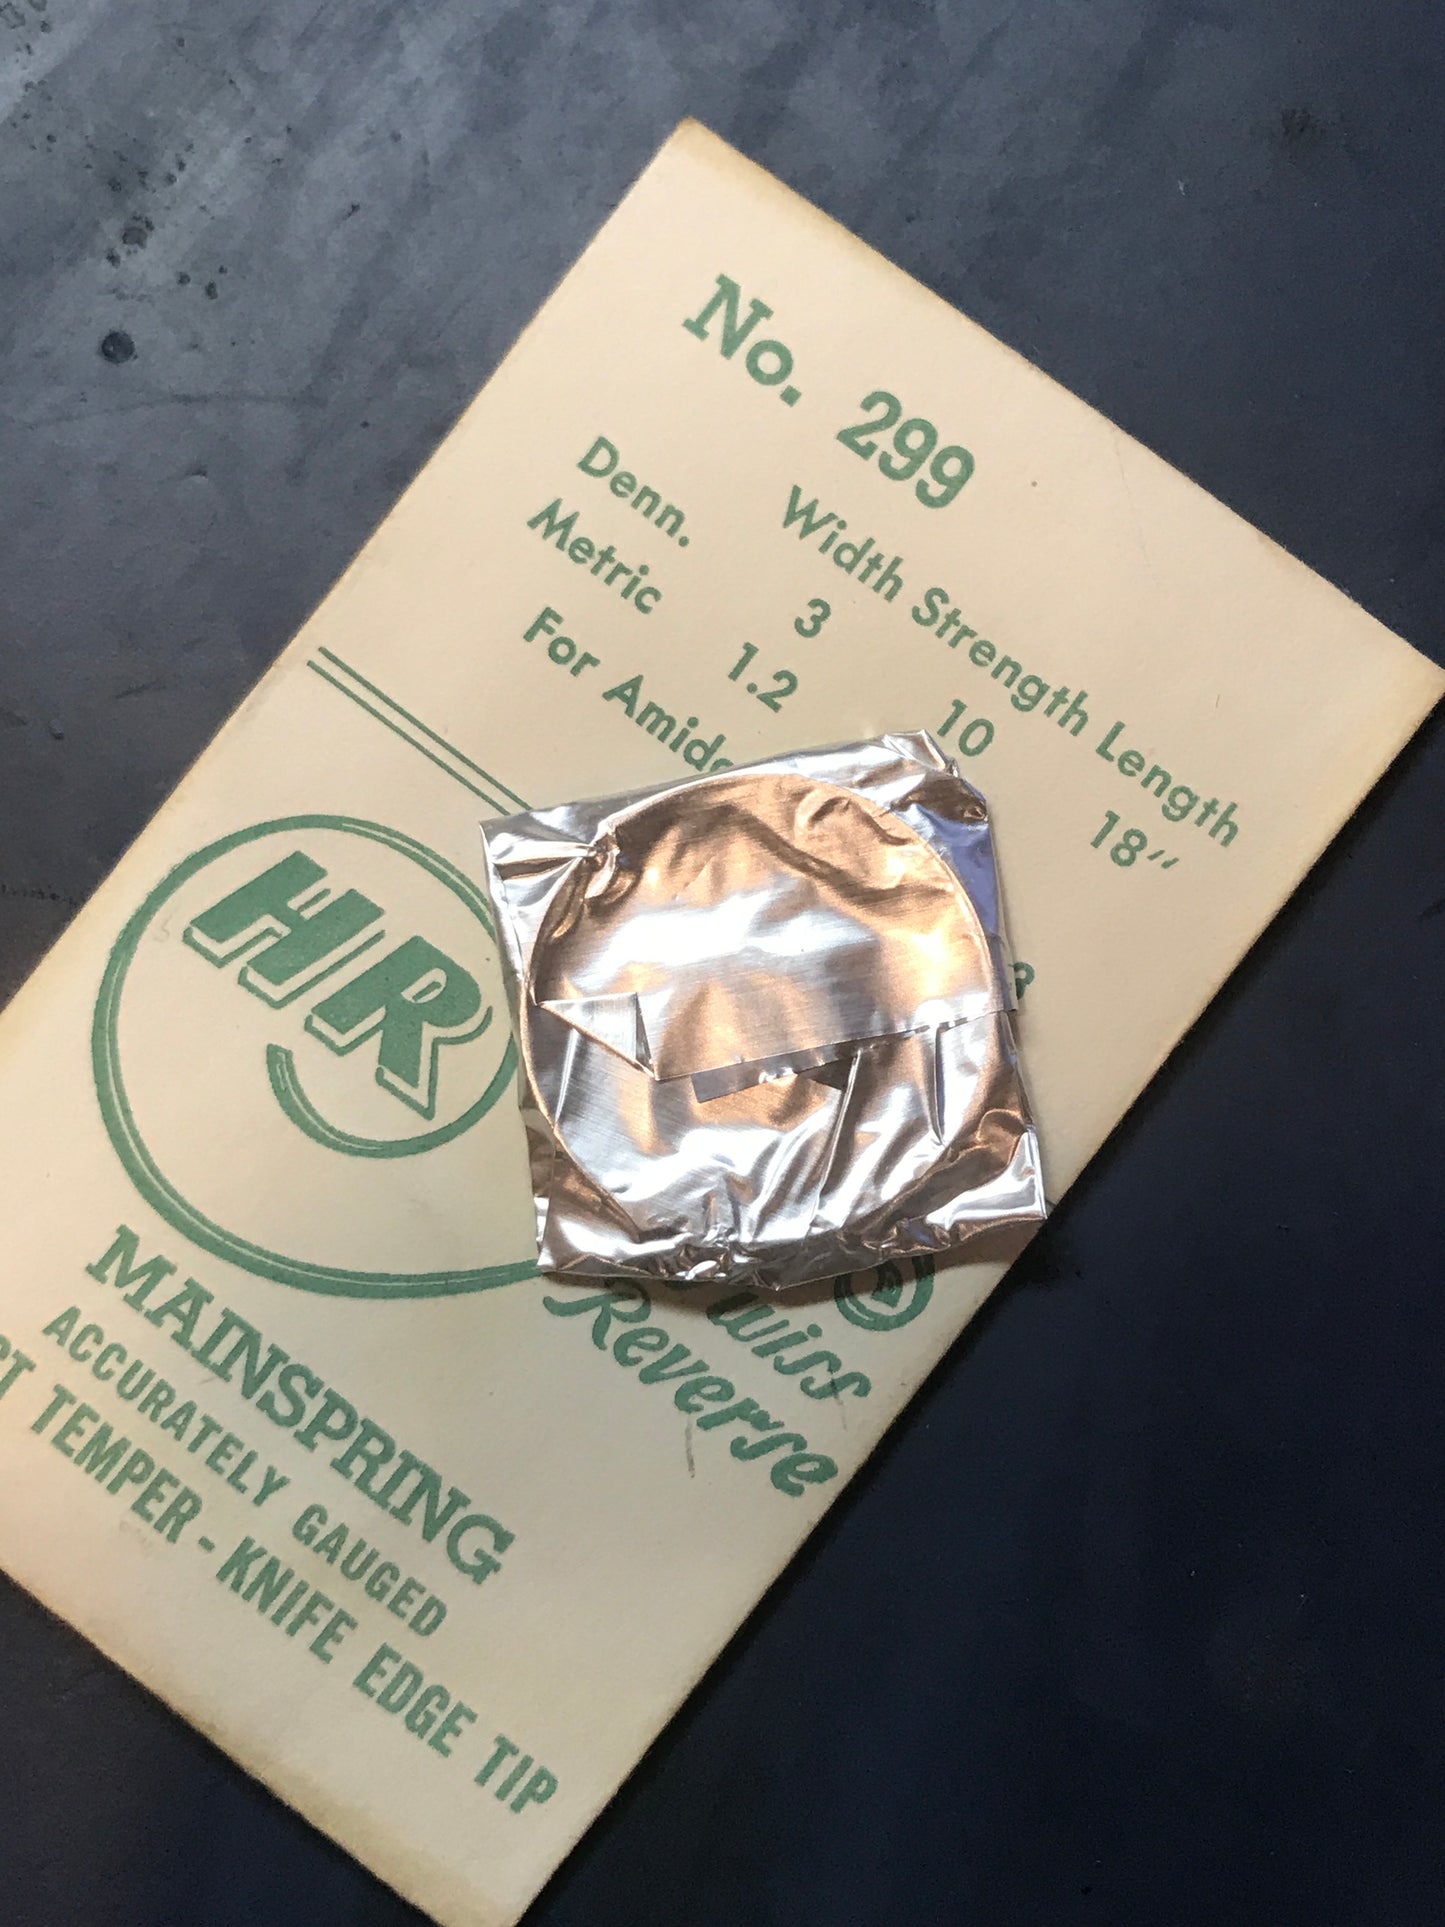 No. 299
Width Strength Length
Denn. 3 10 18″
Metric 1.2
For
HR
Reverse
MAINSPRING
ACCURATELY GAUGED
TEMPER - KNIFE EDGE TIP